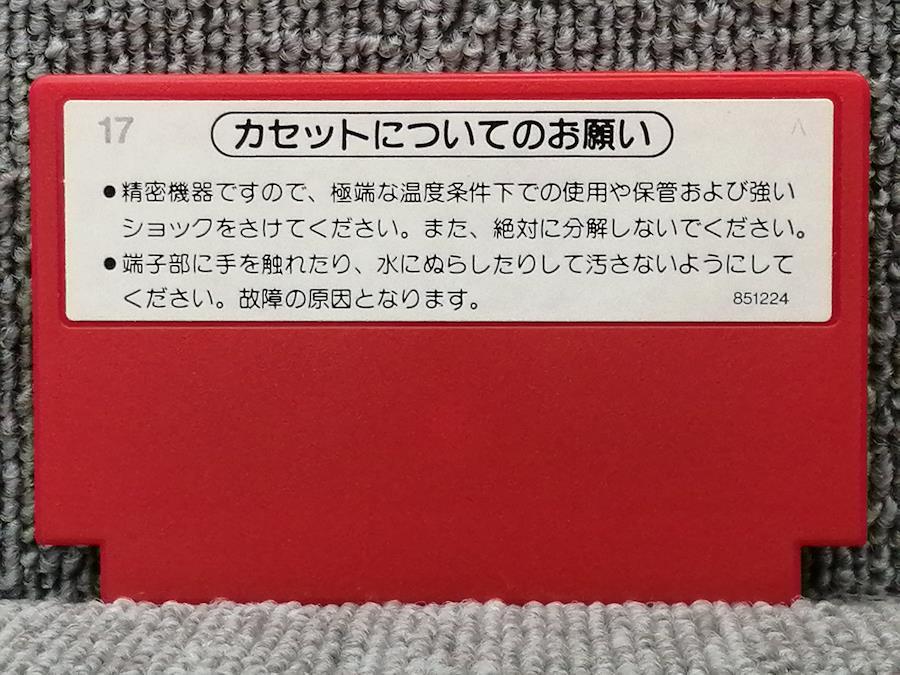 17
カセットについてのお願い
●精密機器ですので、極端な温度条件下での使用や保管および強い
ショックをさけてください。また、絶対に分解しないでください。
●端子部に手を触れたり、水にぬらしたりして汚さないようにして
ください。故障の原因となります。
851224